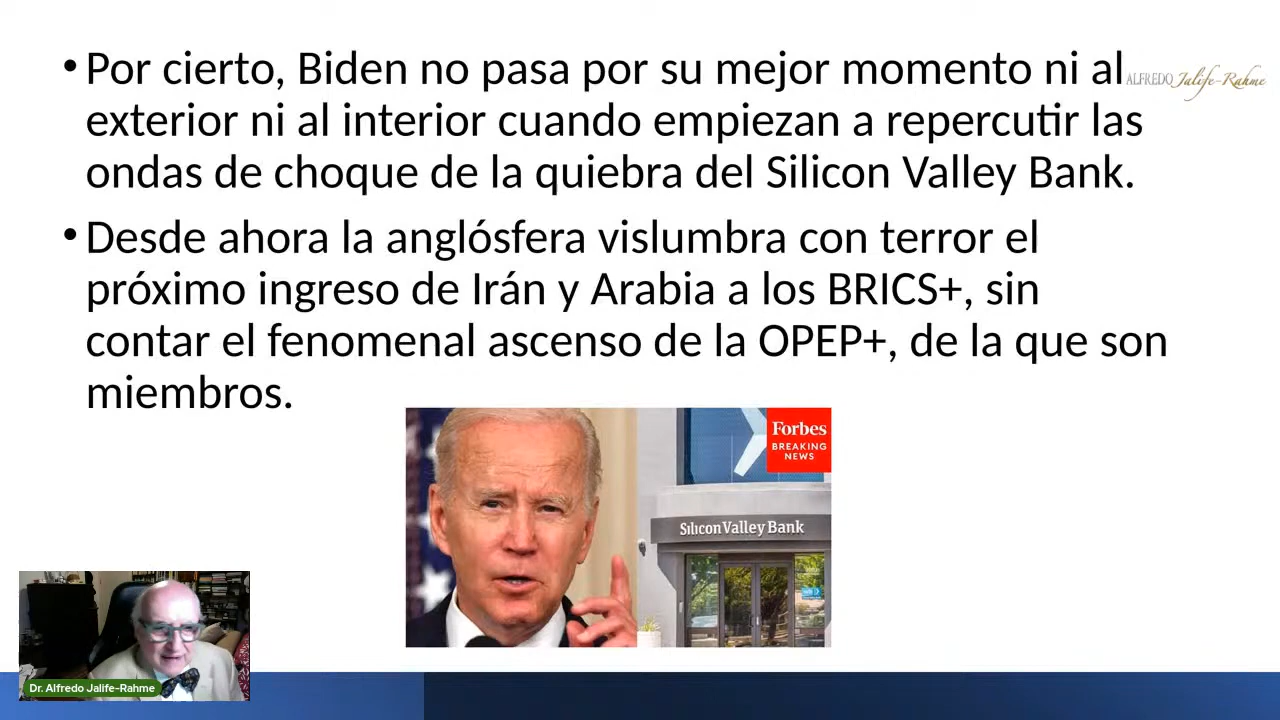 • Por cierto, Biden no pasa por su mejor momento ni al
ALFREDO Jalife-Rahme
exterior ni al interior cuando empiezan a repercutir las
ondas de choque de la quiebra del Silicon Valley Bank.
• Desde ahora la anglósfera vislumbra con terror el
próximo ingreso de Irán y Arabia a los BRICS+, sin
contar el fenomenal ascenso de la OPEP+, de la que son
miembros.
Forbes
BREAKING
NEWS
Silicon Valley Bank
Dr. Alfredo Jalife-Rahme